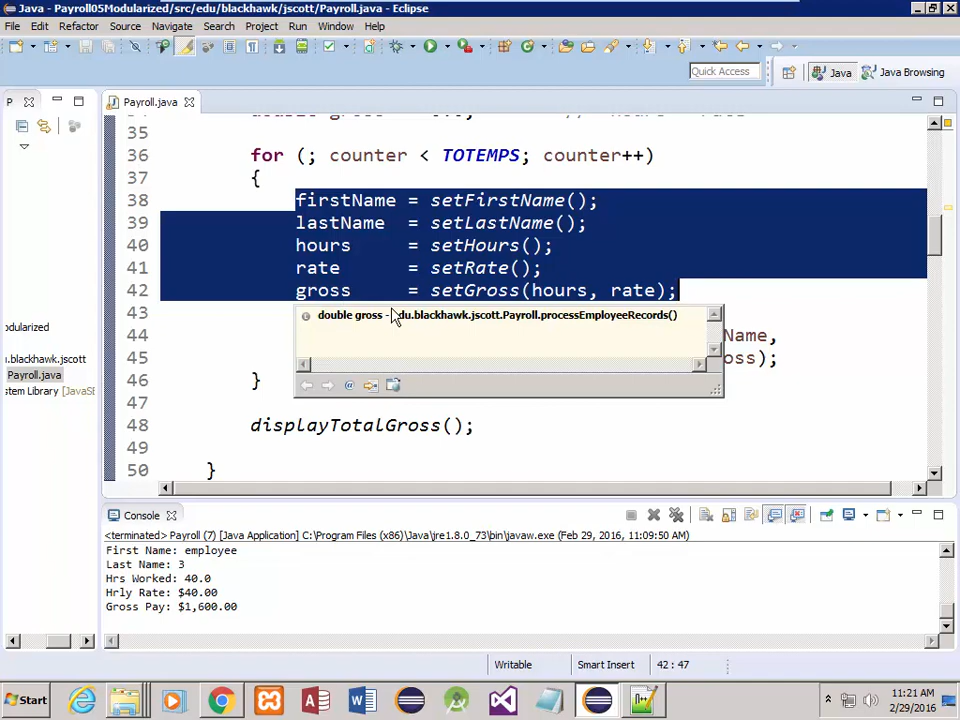 Java - Payroll05Modularized/src/edu/blackhawk/jscott/Payroll.java - Eclipse
File Edit Refactor Source Navigate Search Project Run Window Help
Quick Access
Java
Java Browsing
P
Payroll.java
35
36 for (; counter < TOTEMPS; counter++)
37 {
38 firstName = setFirstName();
39 lastName = setLastName();
40 hours = setHours();
41 rate = setRate();
42 gross = setGross(hours, rate);
43
double gross - edu.blackhawk.jscott.Payroll.processEmployeeRecords()
44 Name,
45 oss);
46 }
47
48 displayTotalGross();
49
50 }
odularized
u.blackhawk.jscott
Payroll.java
stem Library [JavaSE
Console
<terminated> Payroll (7) [Java Application] C:\Program Files (x86)\Java\jre1.8.0_73\bin\javaw.exe (Feb 29, 2016, 11:09:50 AM)
First Name: employee
Last Name: 3
Hrs Worked: 40.0
Hrly Rate: $40.00
Gross Pay: $1,600.00
Writable
Smart Insert
42 : 47
Start
11:21 AM
2/29/2016